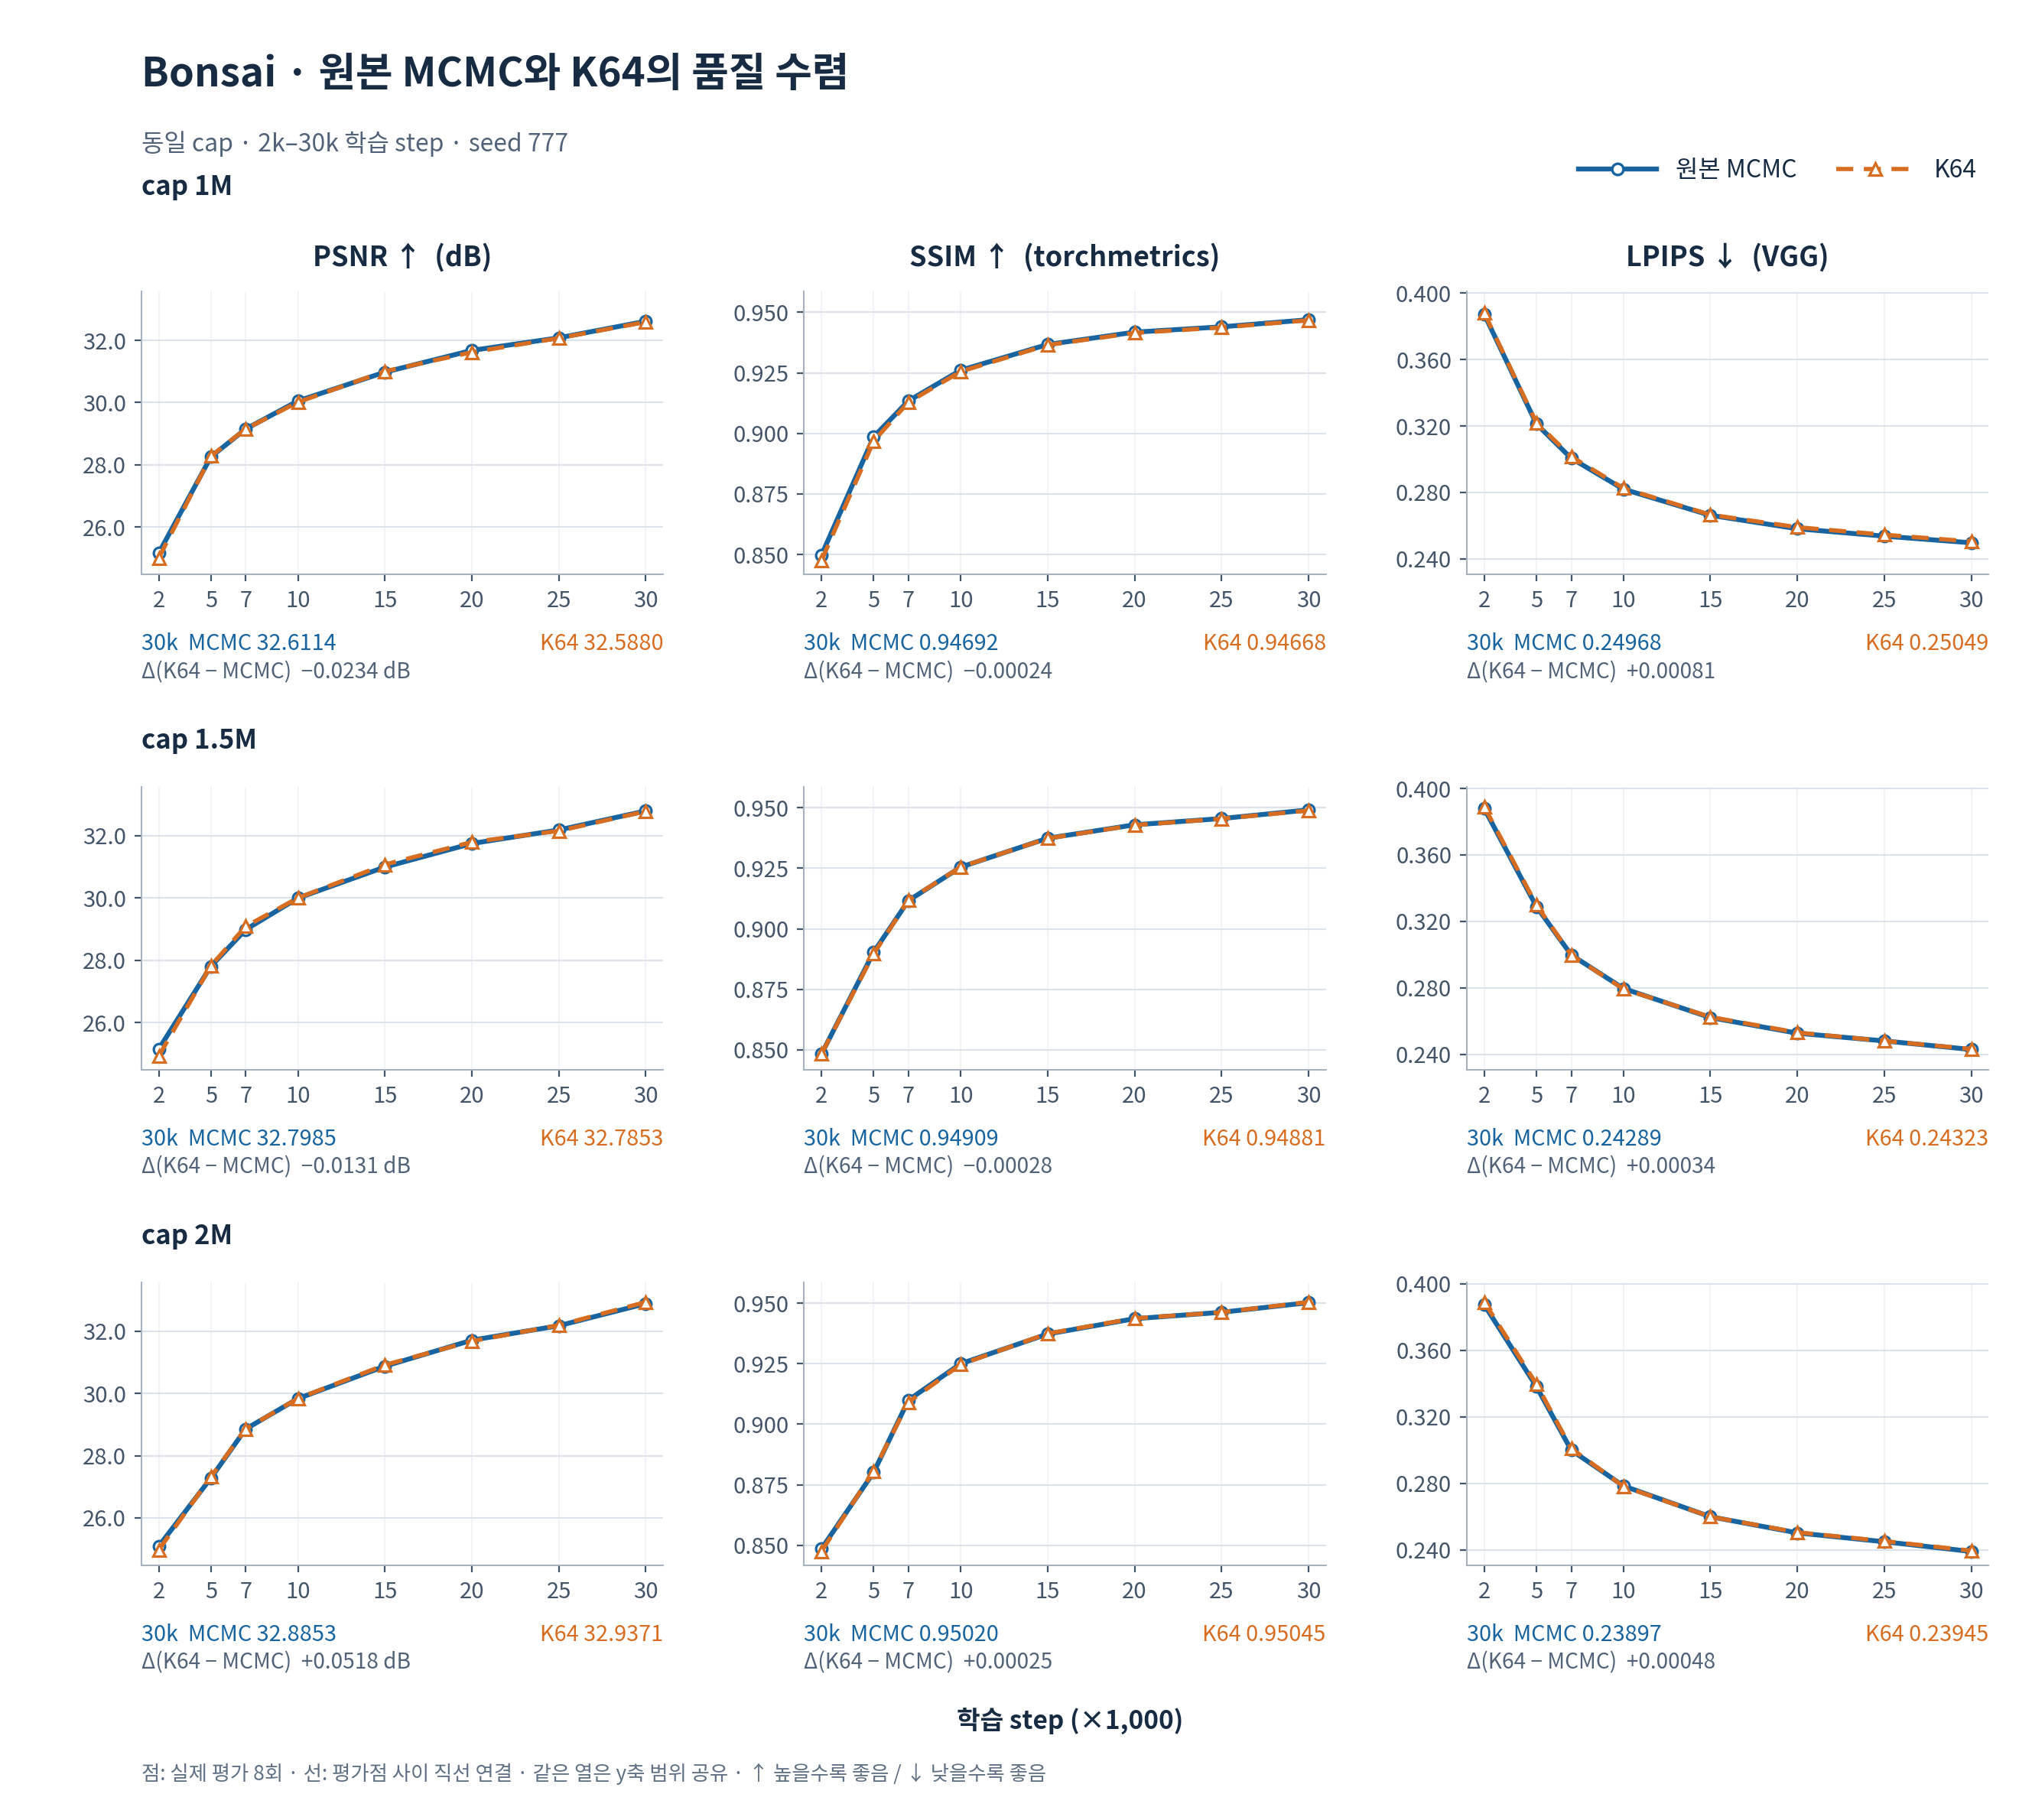 Bonsai · 원본 MCMC와 K64의 품질 수렴
동일 cap · 2k–30k 학습 step · seed 777
원본 MCMC K64
cap 1M
PSNR ↑ (dB)
32.0
30.0
28.0
26.0
2 5 7 10 15 20 25 30
30k MCMC 32.6114 K64 32.5880
Δ(K64 − MCMC) −0.0234 dB
SSIM ↑ (torchmetrics)
0.950
0.925
0.900
0.875
0.850
2 5 7 10 15 20 25 30
30k MCMC 0.94692 K64 0.94668
Δ(K64 − MCMC) −0.00024
LPIPS ↓ (VGG)
0.400
0.360
0.320
0.280
0.240
2 5 7 10 15 20 25 30
30k MCMC 0.24968 K64 0.25049
Δ(K64 − MCMC) +0.00081
cap 1.5M
32.0
30.0
28.0
26.0
2 5 7 10 15 20 25 30
30k MCMC 32.7985 K64 32.7853
Δ(K64 − MCMC) −0.0131 dB
0.950
0.925
0.900
0.875
0.850
2 5 7 10 15 20 25 30
30k MCMC 0.94909 K64 0.94881
Δ(K64 − MCMC) −0.00028
0.400
0.360
0.320
0.280
0.240
2 5 7 10 15 20 25 30
30k MCMC 0.24289 K64 0.24323
Δ(K64 − MCMC) +0.00034
cap 2M
32.0
30.0
28.0
26.0
2 5 7 10 15 20 25 30
30k MCMC 32.8853 K64 32.9371
Δ(K64 − MCMC) +0.0518 dB
0.950
0.925
0.900
0.875
0.850
2 5 7 10 15 20 25 30
30k MCMC 0.95020 K64 0.95045
Δ(K64 − MCMC) +0.00025
0.400
0.360
0.320
0.280
0.240
2 5 7 10 15 20 25 30
30k MCMC 0.23897 K64 0.23945
Δ(K64 − MCMC) +0.00048
학습 step (×1,000)
점: 실제 평가 8회 · 선: 평가점 사이 직선 연결 · 같은 열은 y축 범위 공유 · ↑ 높을수록 좋음 / ↓ 낮을수록 좋음